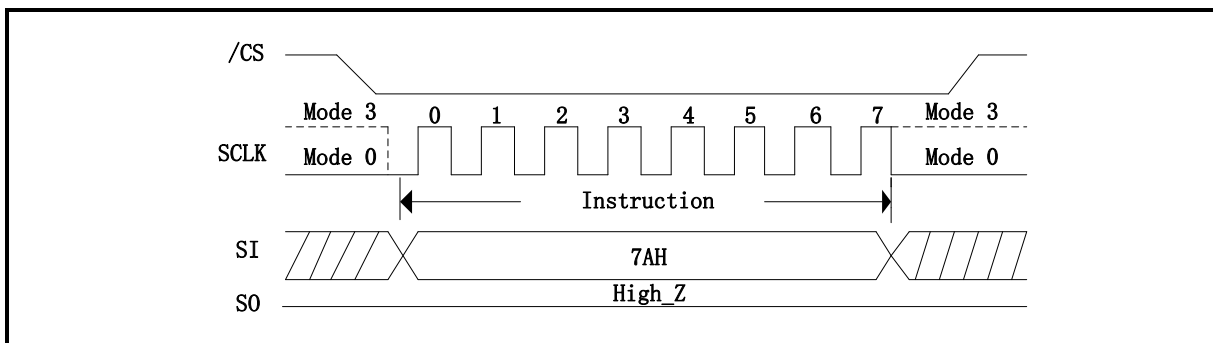 /CS
Mode 3 0 1 2 3 4 5 6 7 Mode 3
SCLK Mode 0 Mode 0
Instruction
SI 7AH
High_Z
SO